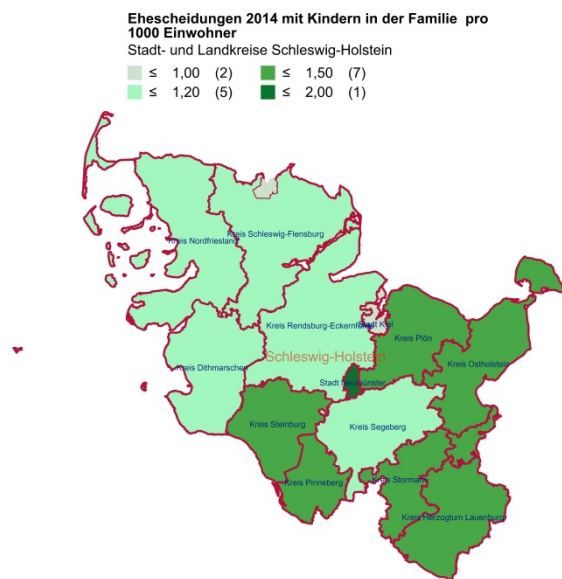 Ehescheidungen 2014 mit Kindern in der Familie pro
1000 Einwohner
Stadt- und Landkreise Schleswig-Holstein
≤ 1,00 (2) ≤ 1,50 (7)
≤ 1,20 (5) ≤ 2,00 (1)
Kreis Schleswig-Flensburg
Kreis Nordfriesland
Kreis Rendsburg-Eckernförde
Stadt Kiel
Kreis Plön
Schleswig-Holstein
Kreis Ostholstein
Kreis Dithmarschen
Stadt Neumünster
Kreis Steinburg
Kreis Segeberg
Kreis Stormarn
Kreis Pinneberg
Kreis Herzogtum Lauenburg